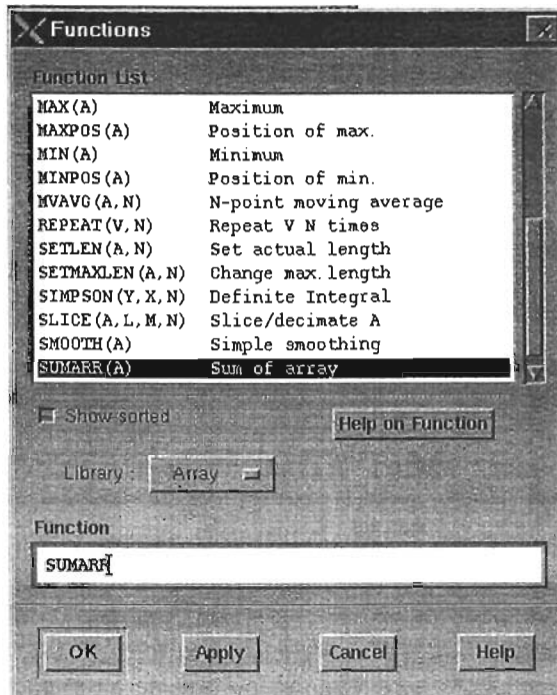 Functions
Function List
MAX(A) Maximum
MAXPOS(A) Position of max.
MIN(A) Minimum
MINPOS(A) Position of min.
MVAVG(A,N) N-point moving average
REPEAT(V,N) Repeat V N times
SETLEN(A,N) Set actual length
SETMAXLEN(A,N) Change max. length
SIMPSON(Y,X,N) Definite Integral
SLICE(A,L,M,N) Slice/decimate A
SMOOTH(A) Simple smoothing
SUMARR(A) Sum of array
Show sorted
Help on Function
Library : Array
Function
SUMARR
OK Apply Cancel Help